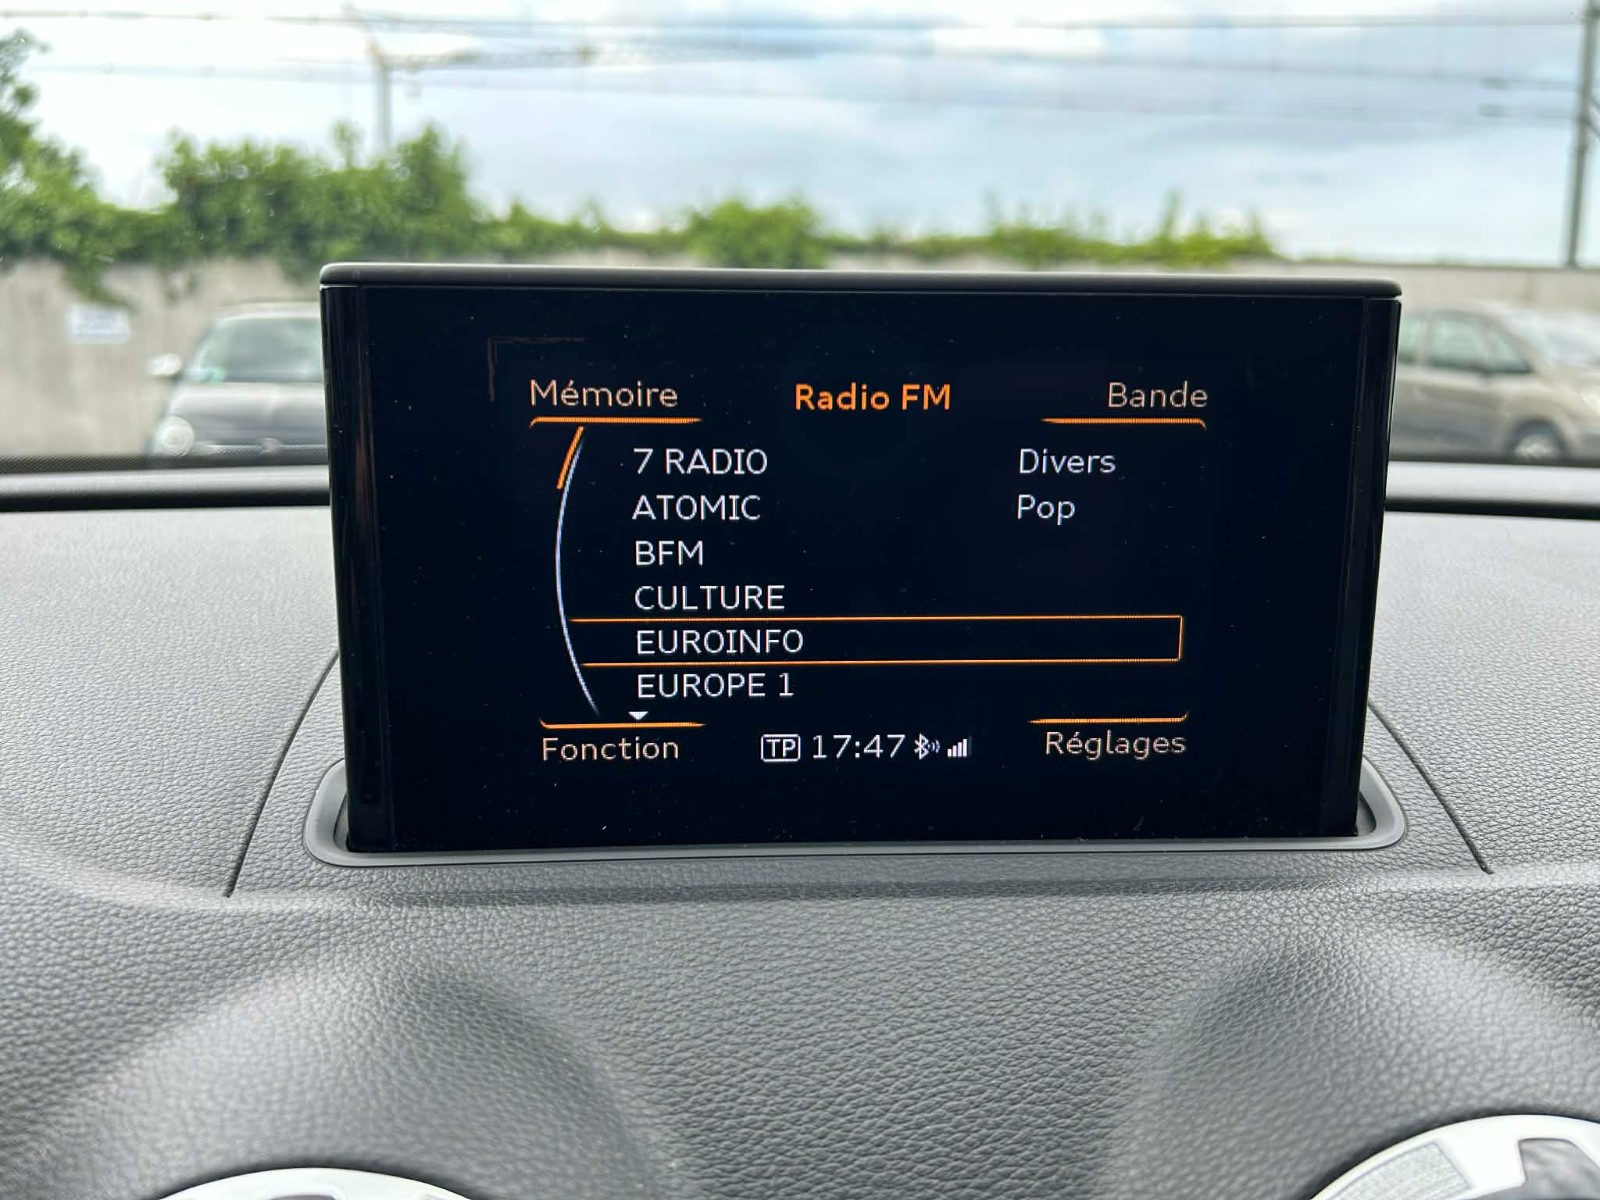 Mémoire Radio FM Bande
7 RADIO Divers
ATOMIC Pop
BFM
CULTURE
EUROINFO
EUROPE 1
Fonction TP 17:47 Réglages